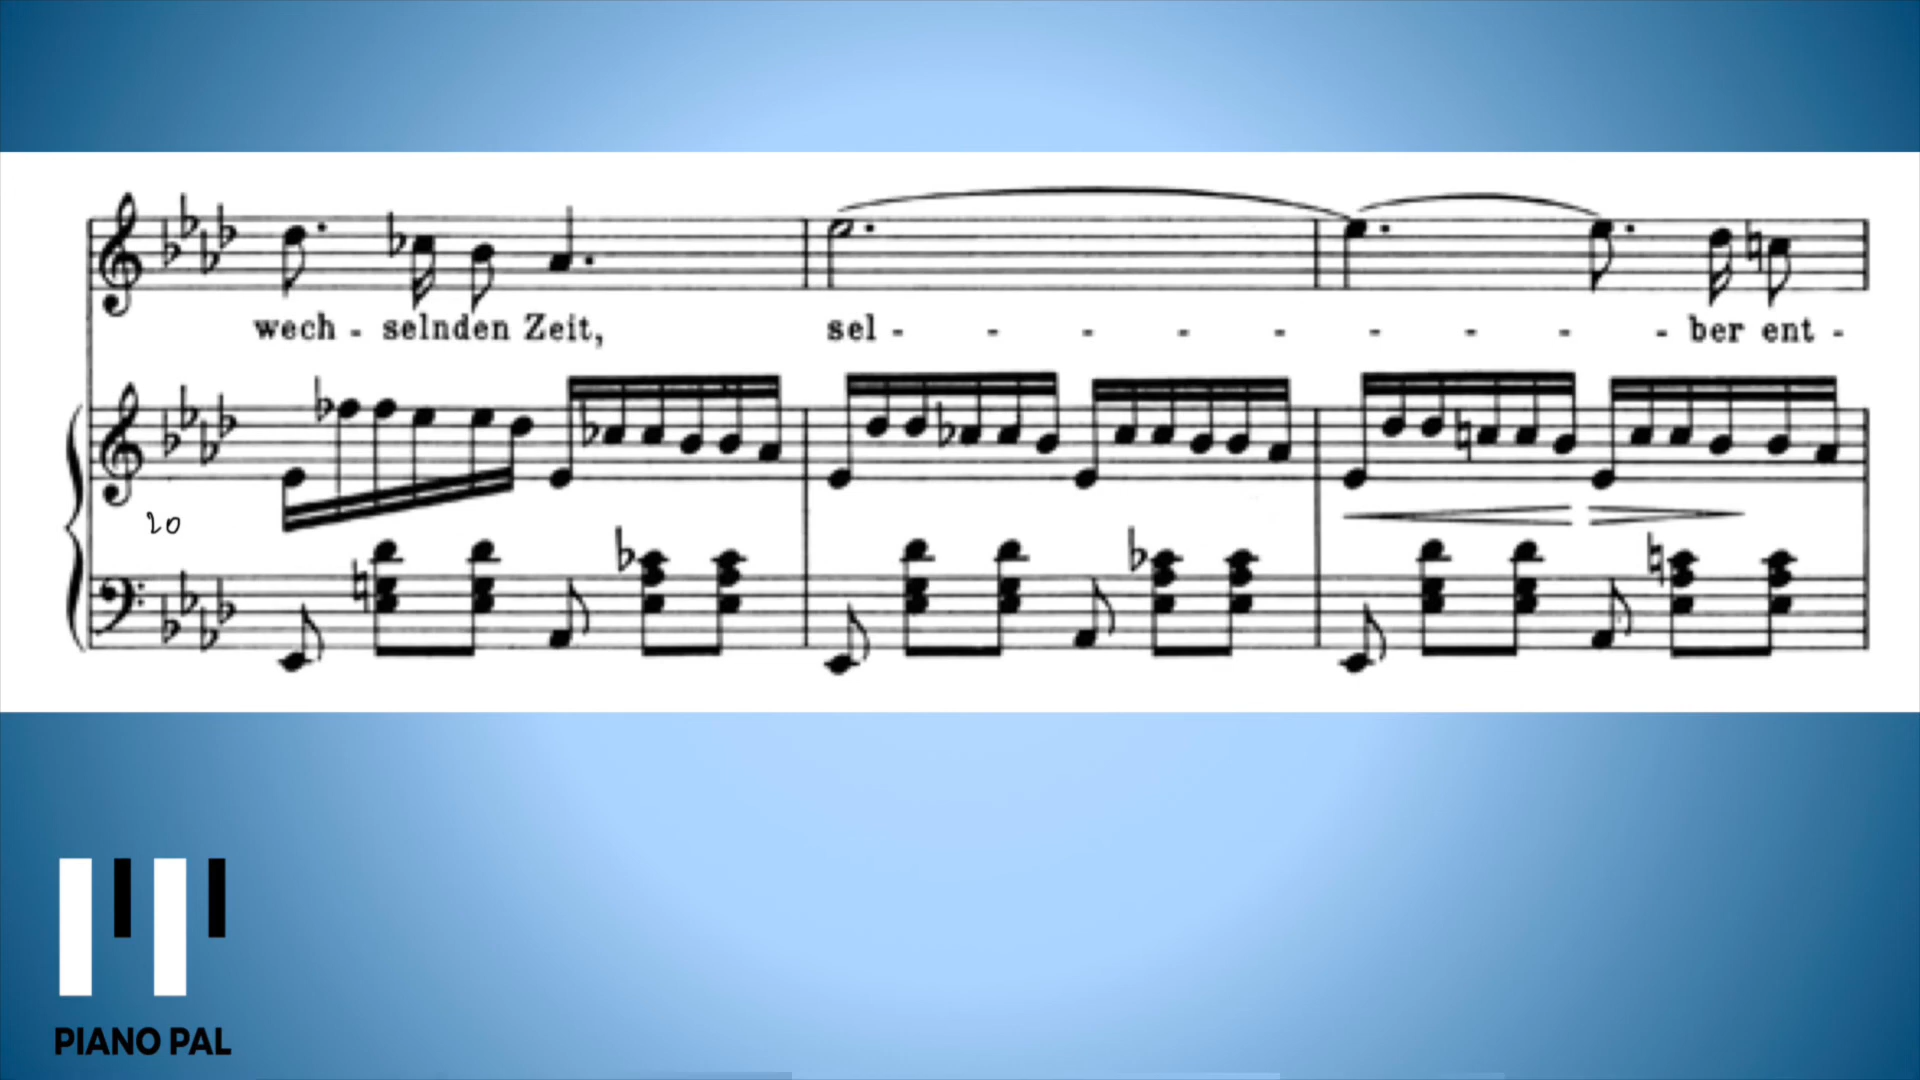 wech - selnden Zeit, sel - - - - - - - - - ber ent -
20
PIANO PAL